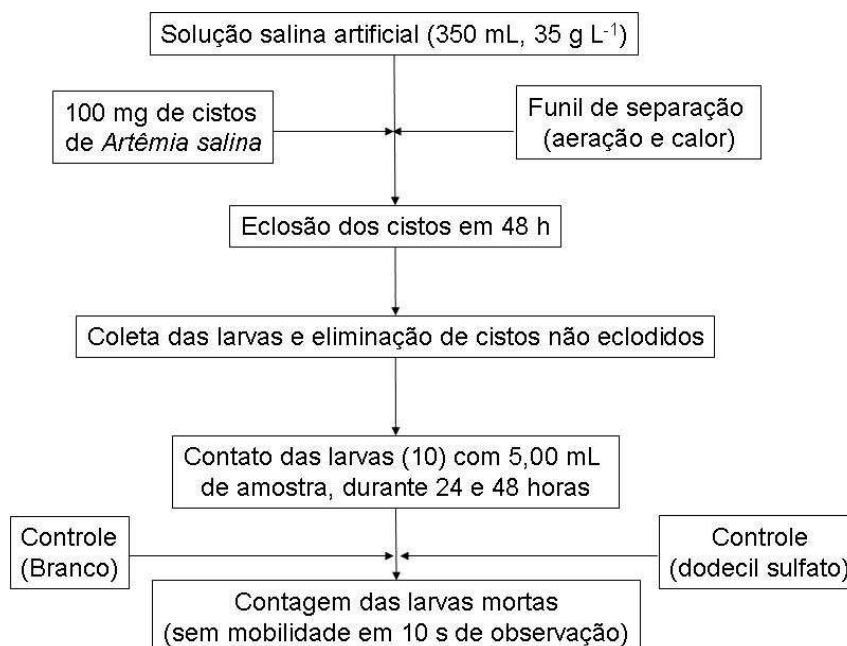 Solução salina artificial (350 mL, 35 g L⁻¹)
100 mg de cistos
de Artêmia salina
Funil de separação
(aeração e calor)
Eclosão dos cistos em 48 h
Coleta das larvas e eliminação de cistos não eclodidos
Contato das larvas (10) com 5,00 mL
de amostra, durante 24 e 48 horas
Controle
(Branco)
Controle
(dodecil sulfato)
Contagem das larvas mortas
(sem mobilidade em 10 s de observação)